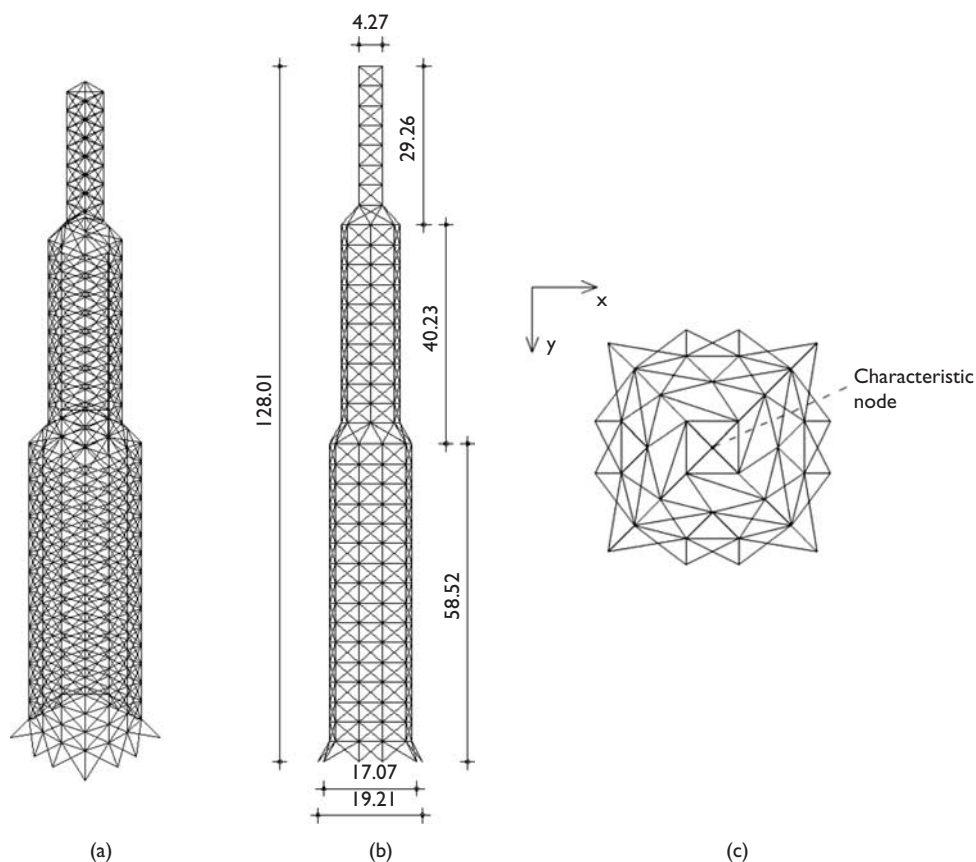 4.27
29.26
40.23
128.01
58.52
17.07
19.21
x
y
Characteristic
node
(a)
(b)
(c)